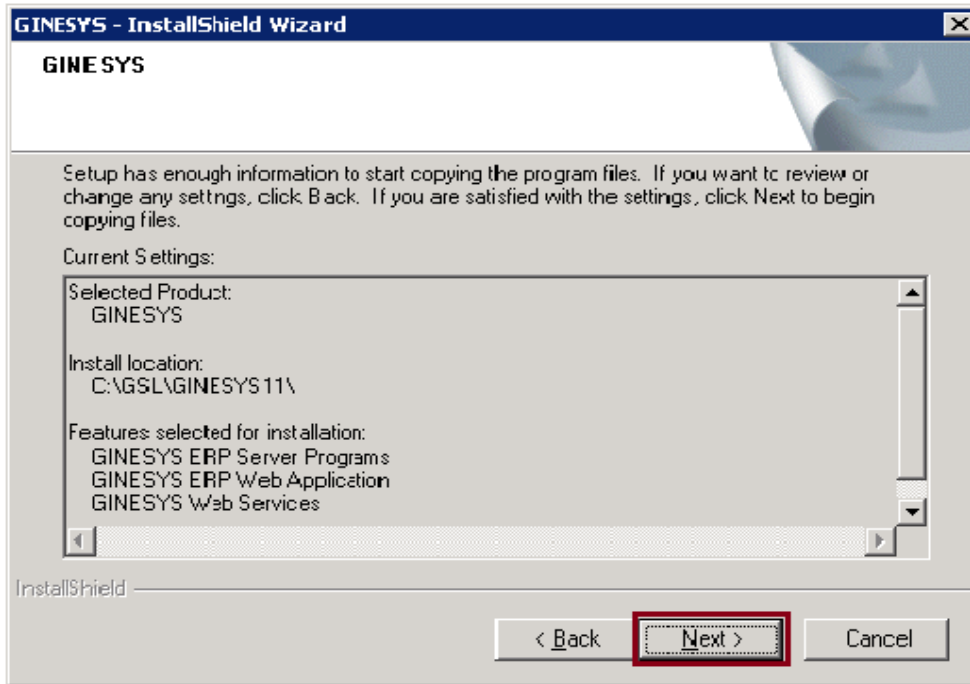 GINESYS - InstallShield Wizard
GINESYS
Setup has enough information to start copying the program files. If you want to review or
change any settings, click Back. If you are satisfied with the settings, click Next to begin
copying files.
Current Settings:
Selected Product:
GINESYS
Install location:
C:\GSL\GINESYS11\
Features selected for installation:
GINESYS ERP Server Programs
GINESYS ERP Web Application
GINESYS Web Services
InstallShield
< Back Next > Cancel